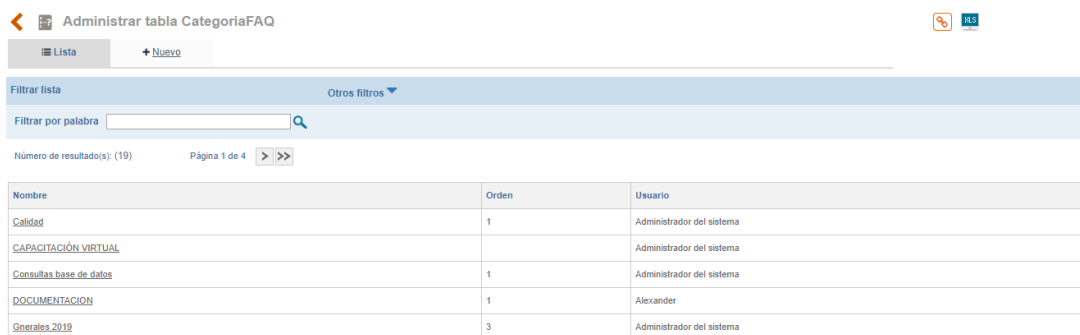 Administrar tabla CategoriaFAQ
XLS
Lista
+ Nuevo
Filtrar lista
Otros filtros
Filtrar por palabra
Número de resultado(s): (19)
Página 1 de 4 > >>
Nombre Orden Usuario
Calidad 1 Administrador del sistema
CAPACITACIÓN VIRTUAL Administrador del sistema
Consultas base de datos 1 Administrador del sistema
DOCUMENTACION 1 Alexander
Gnerales 2019 3 Administrador del sistema